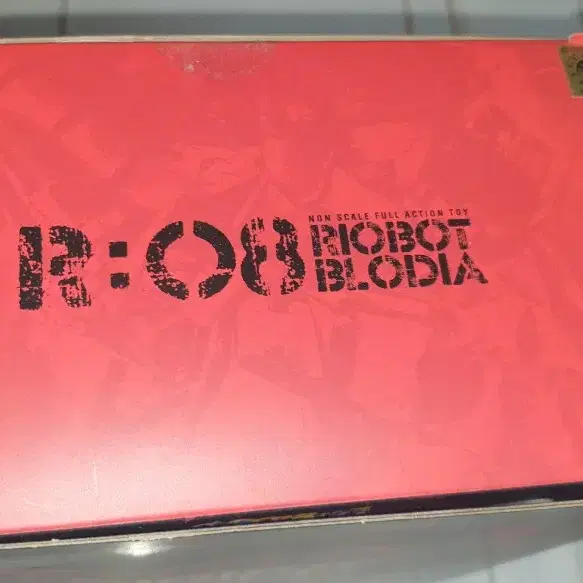 R:08
NON SCALE FULL ACTION TOY
RIOBOT
BLODIA